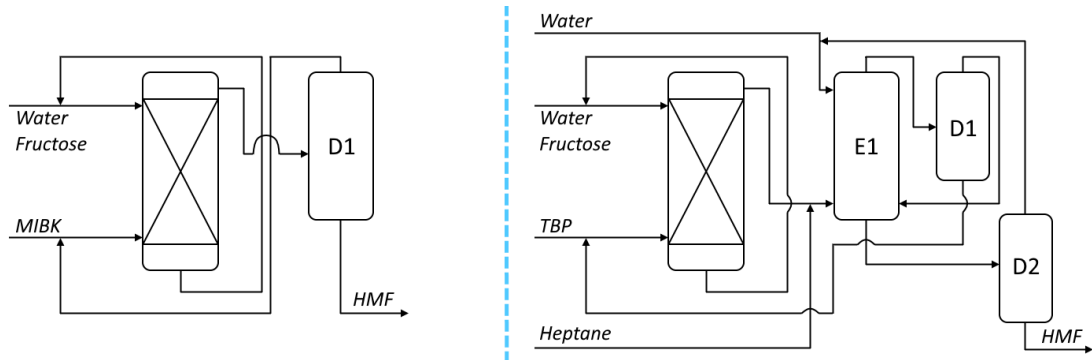 Water
Fructose
MIBK
D1
HMF
Water
Water
Fructose
TBP
Heptane
E1
D1
D2
HMF